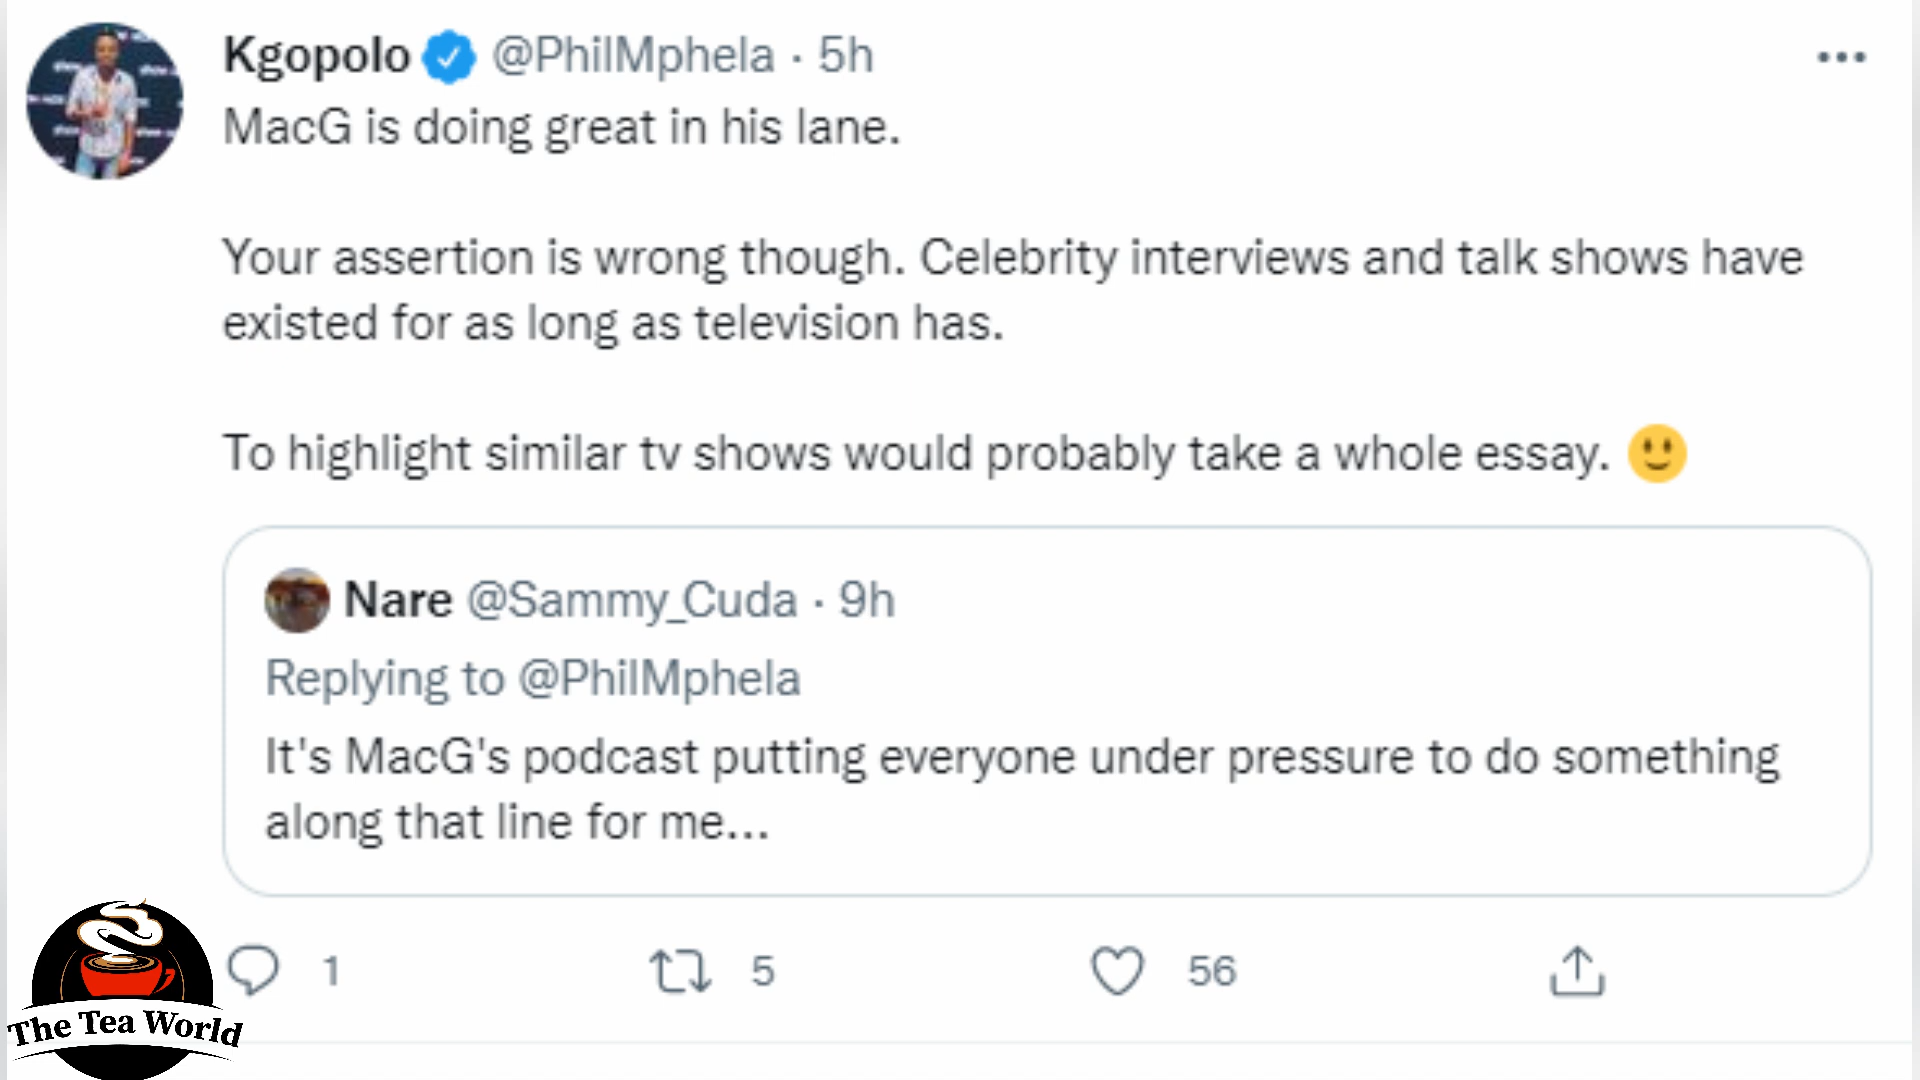 Kgopolo @PhilMphela · 5h
MacG is doing great in his lane.
Your assertion is wrong though. Celebrity interviews and talk shows have
existed for as long as television has.
To highlight similar tv shows would probably take a whole essay. 🙂
Nare @Sammy_Cuda · 9h
Replying to @PhilMphela
It's MacG's podcast putting everyone under pressure to do something
along that line for me...
1 5 56
The Tea World